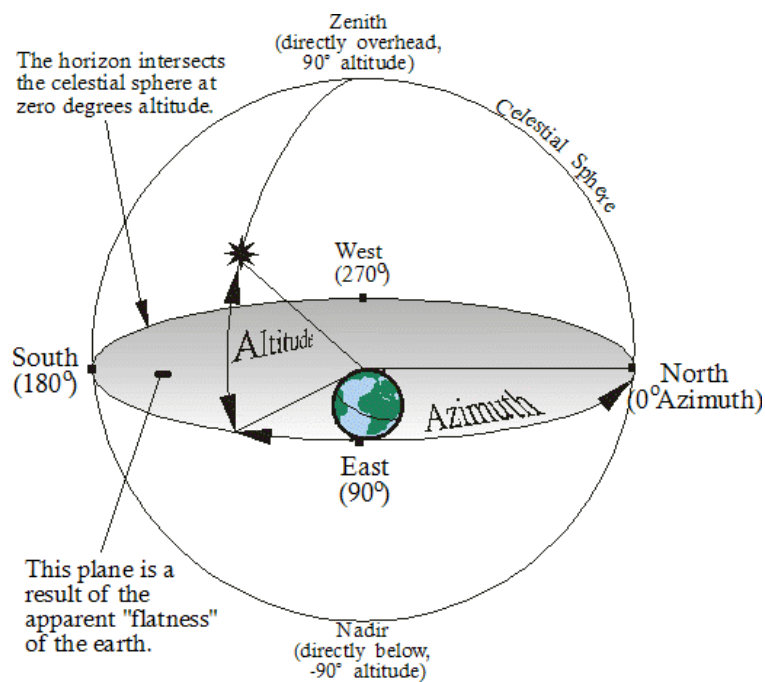 Zenith
(directly overhead,
90° altitude)
The horizon intersects
the celestial sphere at
zero degrees altitude.
Celestial Sphere
West
(270°)
Altitude
South
(180°)
North
(0°Azimuth)
Azimuth
East
(90°)
This plane is a
result of the
apparent "flatness"
of the earth.
Nadir
(directly below,
-90° altitude)